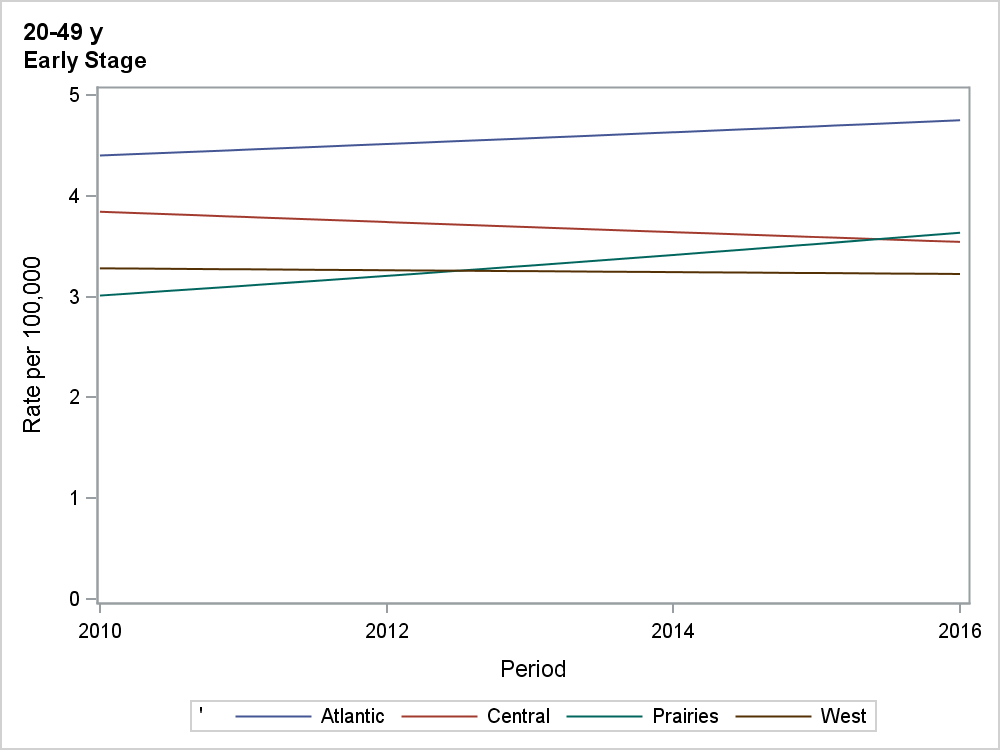 20-49 y
Early Stage
5
4
3
2
1
0
Rate per 100,000
2010 2012 2014 2016
Period
' Atlantic Central Prairies West